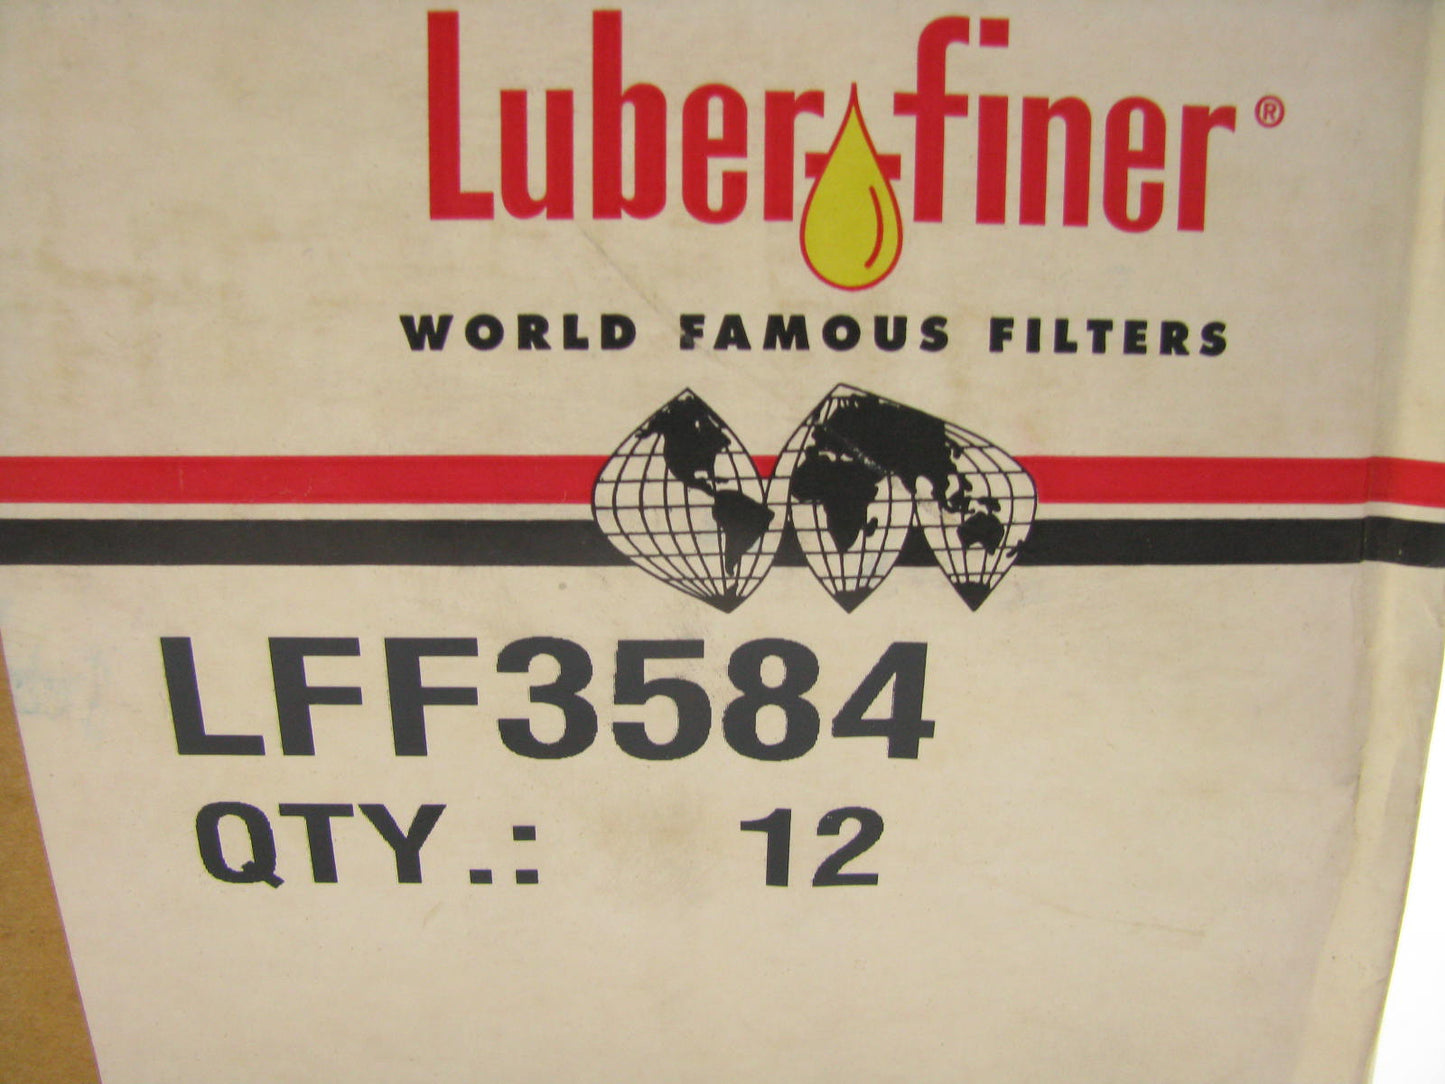 Luber-finer®
WORLD FAMOUS FILTERS
LFF3584
QTY.: 12